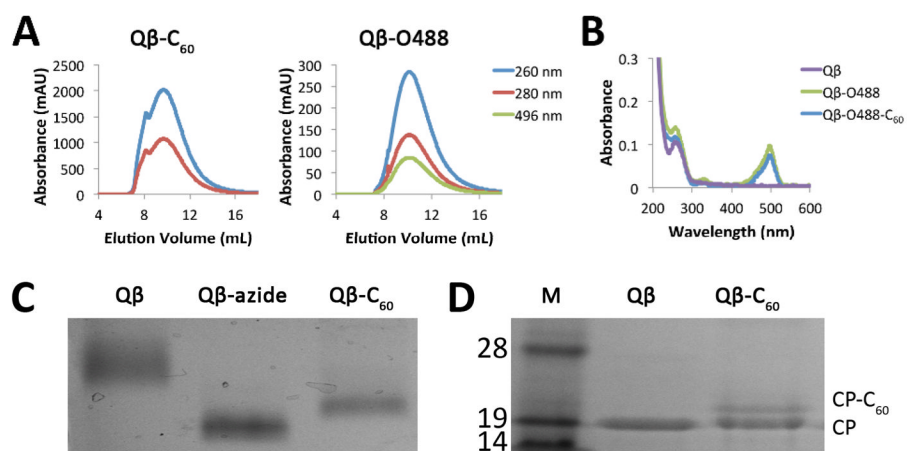 A
Qβ-C60
Absorbance (mAU)
2500
2000
1500
1000
500
0
4 8 12 16
Elution Volume (mL)
Qβ-O488
Absorbance (mAU)
300
250
200
150
100
50
0
4 8 12 16
Elution Volume (mL)
260 nm
280 nm
496 nm
B
Absorbance
0.3
0.2
0.1
0
200 300 400 500 600
Wavelength (nm)
Qβ
Qβ-O488
Qβ-O488-C60
C
Qβ Qβ-azide Qβ-C60
D
M Qβ Qβ-C60
28
19
14
CP-C60
CP